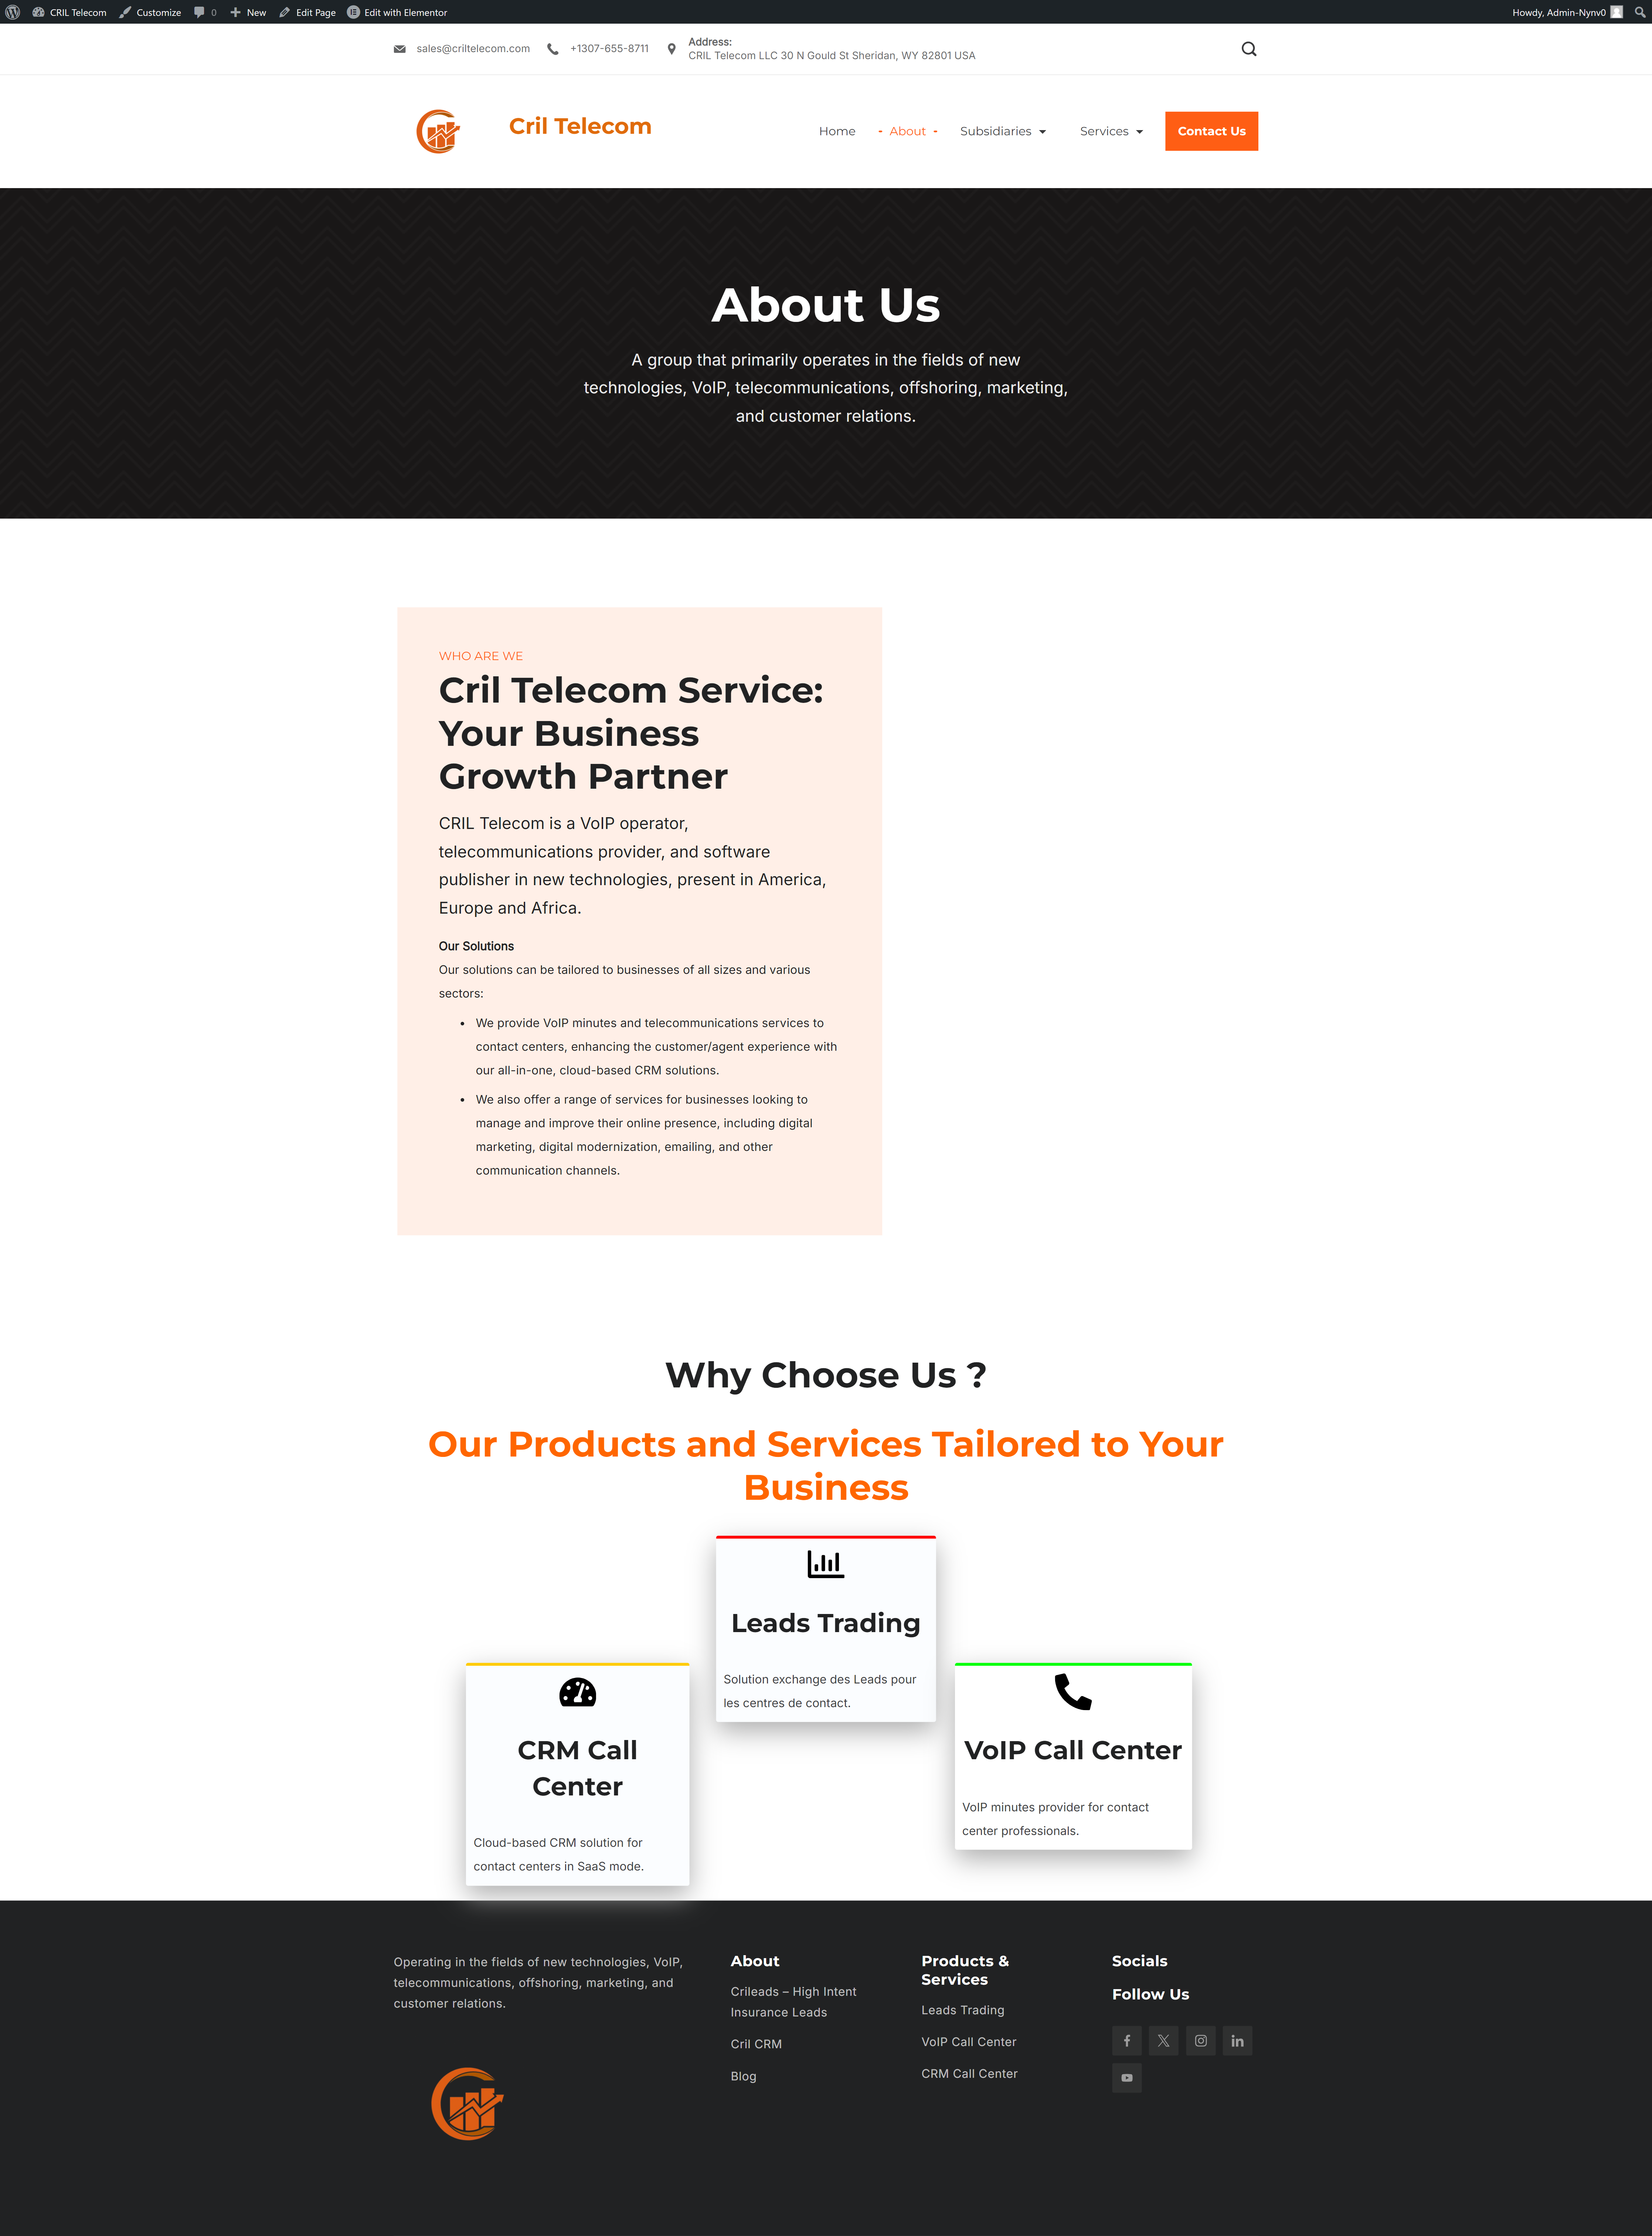 CRIL Telecom Customize 0 New Edit Page Edit with Elementor Howdy, Admin-Nynv0
sales@criltelecom.com +1307-655-8711 Address:
CRIL Telecom LLC 30 N Gould St Sheridan, WY 82801 USA
Cril Telecom Home - About - Subsidiaries Services Contact Us
About Us
A group that primarily operates in the fields of new
technologies, VoIP, telecommunications, offshoring, marketing,
and customer relations.
WHO ARE WE
Cril Telecom Service:
Your Business
Growth Partner
CRIL Telecom is a VoIP operator,
telecommunications provider, and software
publisher in new technologies, present in America,
Europe and Africa.
Our Solutions
Our solutions can be tailored to businesses of all sizes and various
sectors:
• We provide VoIP minutes and telecommunications services to
contact centers, enhancing the customer/agent experience with
our all-in-one, cloud-based CRM solutions.
• We also offer a range of services for businesses looking to
manage and improve their online presence, including digital
marketing, digital modernization, emailing, and other
communication channels.
Why Choose Us ?
Our Products and Services Tailored to Your
Business
Leads Trading
Solution exchange des Leads pour
les centres de contact.
CRM Call
Center
Cloud-based CRM solution for
contact centers in SaaS mode.
VoIP Call Center
VoIP minutes provider for contact
center professionals.
Operating in the fields of new technologies, VoIP,
telecommunications, offshoring, marketing, and
customer relations.
About
Crileads – High Intent
Insurance Leads
Cril CRM
Blog
Products &
Services
Leads Trading
VoIP Call Center
CRM Call Center
Socials
Follow Us